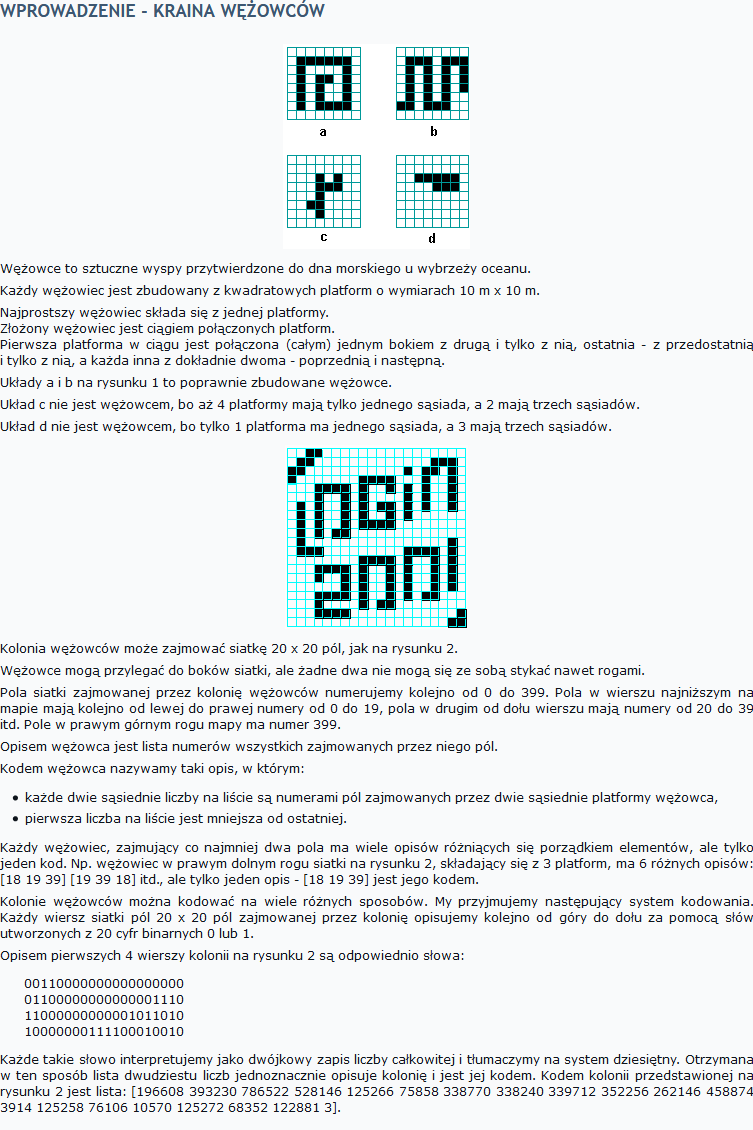 WPROWADZENIE - KRAINA WĘŻOWCÓW
a
b
c
d
Wężowce to sztuczne wyspy przytwierdzone do dna morskiego u wybrzeży oceanu.
Każdy wężowiec jest zbudowany z kwadratowych platform o wymiarach 10 m x 10 m.
Najprostszy wężowiec składa się z jednej platformy.
Złożony wężowiec jest ciągiem połączonych platform.
Pierwsza platforma w ciągu jest połączona (całym) jednym bokiem z drugą i tylko z nią, ostatnia - z przedostatnią
i tylko z nią, a każda inna z dokładnie dwoma - poprzednią i następną.
Układy a i b na rysunku 1 to poprawnie zbudowane wężowce.
Układ c nie jest wężowcem, bo aż 4 platformy mają tylko jednego sąsiada, a 2 mają trzech sąsiadów.
Układ d nie jest wężowcem, bo tylko 1 platforma ma jednego sąsiada, a 3 mają trzech sąsiadów.
Kolonia wężowców może zajmować siatkę 20 x 20 pól, jak na rysunku 2.
Wężowce mogą przylegać do boków siatki, ale żadne dwa nie mogą się ze sobą stykać nawet rogami.
Pola siatki zajmowanej przez kolonię wężowców numerujemy kolejno od 0 do 399. Pola w wierszu najniższym na
mapie mają kolejno od lewej do prawej numery od 0 do 19, pola w drugim od dołu wierszu mają numery od 20 do 39
itd. Pole w prawym górnym rogu mapy ma numer 399.
Opisem wężowca jest lista numerów wszystkich zajmowanych przez niego pól.
Kodem wężowca nazywamy taki opis, w którym:
• każde dwie sąsiednie liczby na liście są numerami pól zajmowanych przez dwie sąsiednie platformy wężowca,
• pierwsza liczba na liście jest mniejsza od ostatniej.
Każdy wężowiec, zajmujący co najmniej dwa pola ma wiele opisów różniących się porządkiem elementów, ale tylko
jeden kod. Np. wężowiec w prawym dolnym rogu siatki na rysunku 2, składający się z 3 platform, ma 6 różnych opisów:
[18 19 39] [19 39 18] itd., ale tylko jeden opis - [18 19 39] jest jego kodem.
Kolonie wężowców można kodować na wiele różnych sposobów. My przyjmujemy następujący system kodowania.
Każdy wiersz siatki pól 20 x 20 pól zajmowanej przez kolonię opisujemy kolejno od góry do dołu za pomocą słów
utworzonych z 20 cyfr binarnych 0 lub 1.
Opisem pierwszych 4 wierszy kolonii na rysunku 2 są odpowiednio słowa:
00110000000000000000
01100000000000001110
11000000000001011010
10000000111100010010
Każde takie słowo interpretujemy jako dwójkowy zapis liczby całkowitej i tłumaczymy na system dziesiętny. Otrzymana
w ten sposób lista dwudziestu liczb jednoznacznie opisuje kolonię i jest jej kodem. Kodem kolonii przedstawionej na
rysunku 2 jest lista: [196608 393230 786522 528146 125266 75858 338770 338240 339712 352256 262146 458874
3914 125258 76106 10570 125272 68352 122881 3].